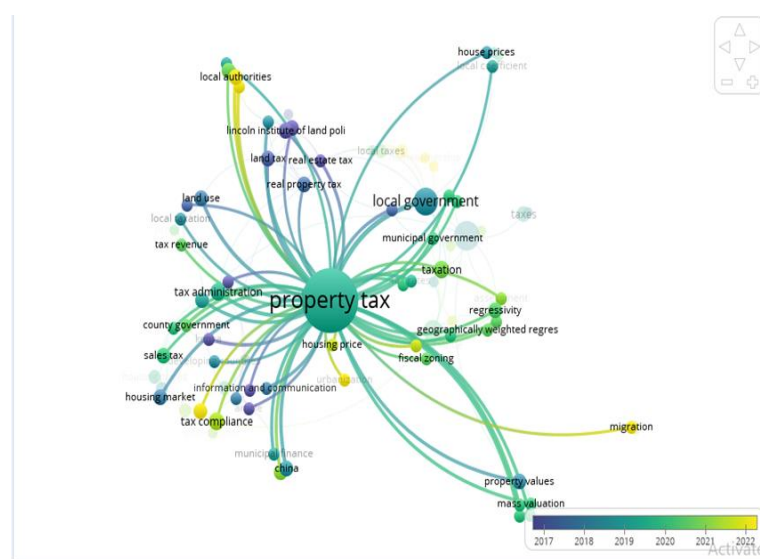 house prices
local coefficient
local authorities
lincoln institute of land poli
local taxes
land tax
real estate tax
real property tax
land use
local government
local taxation
taxes
municipal government
tax revenue
taxation
tax administration
property tax
regressivity
county government
geographically weighted regres
housing price
sales tax
fiscal zoning
urbanization
information and communication
housing market
tax compliance
migration
municipal finance
china
property values
mass valuation
2017 2018 2019 2020 2021 2022
Activate